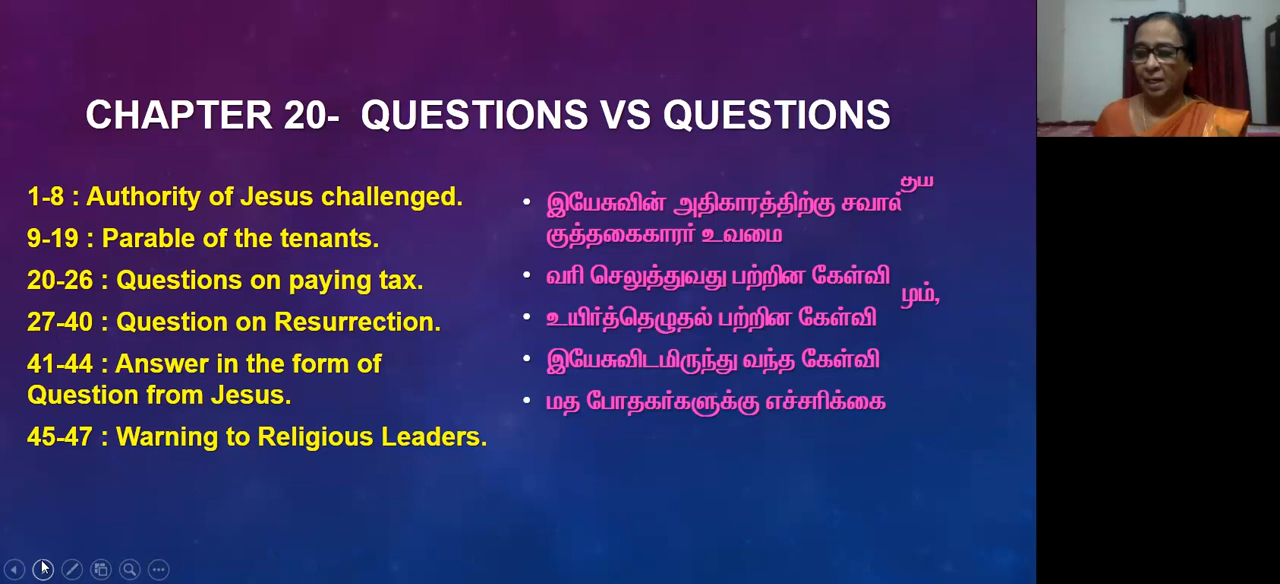 CHAPTER 20- QUESTIONS VS QUESTIONS
1-8 : Authority of Jesus challenged.
9-19 : Parable of the tenants.
20-26 : Questions on paying tax.
27-40 : Question on Resurrection.
41-44 : Answer in the form of
Question from Jesus.
45-47 : Warning to Religious Leaders.
• இயேசுவின் அதிகாரத்திற்கு சவால்
குத்தகைகாரர் உவமை
• வரி செலுத்துவது பற்றின கேள்வி
ழம்,
• உயிர்த்தெழுதல் பற்றின கேள்வி
• இயேசுவிடமிருந்து வந்த கேள்வி
• மத போதகர்களுக்கு எச்சரிக்கை